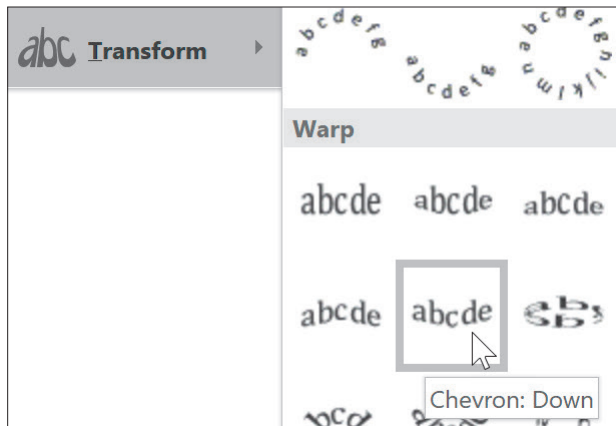 abc Transform
abcdefg
abcdefg
Warp
abcde abcde abcde
abcde abcde
Chevron: Down